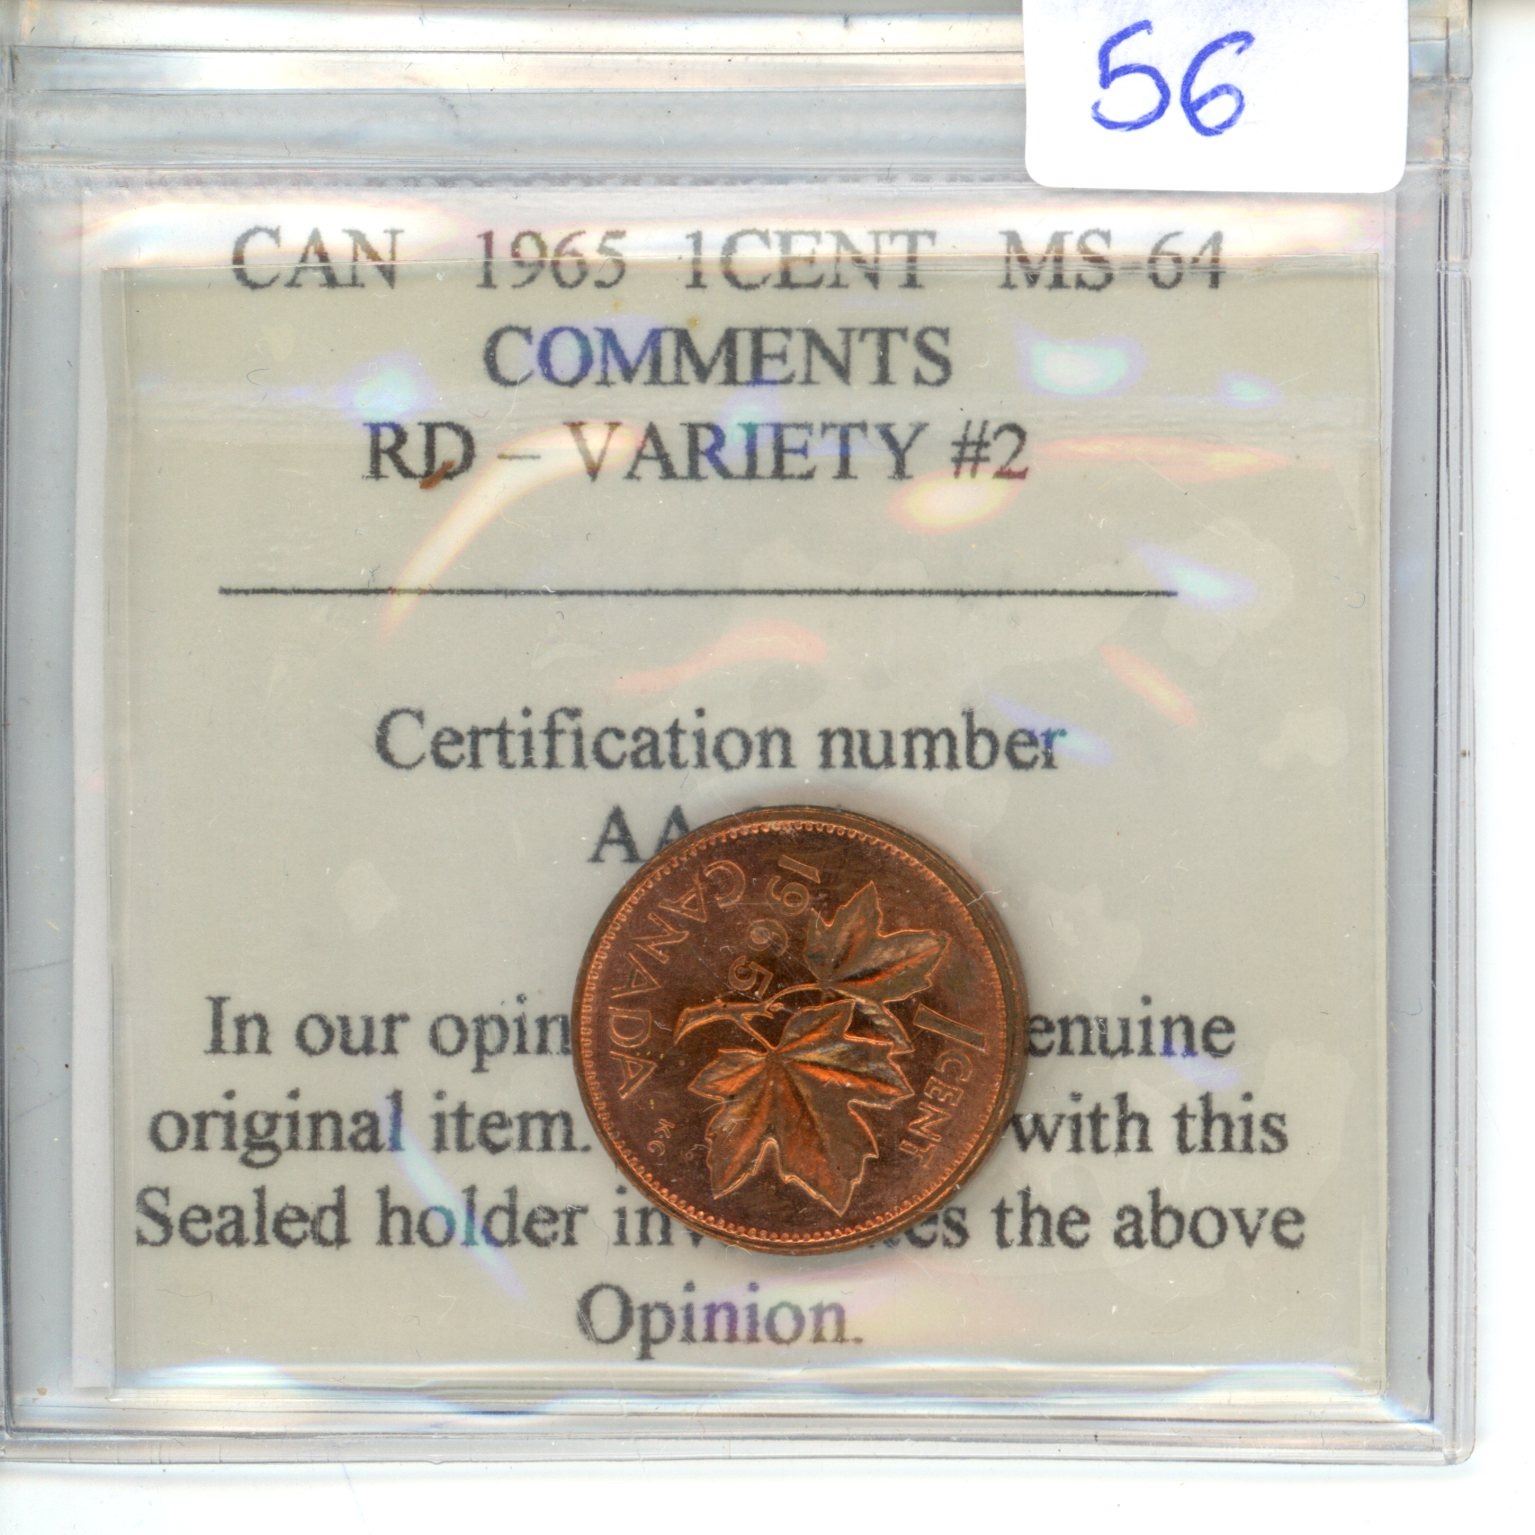 56
CAN 1965 1CENT MS-64
COMMENTS
RD – VARIETY #2
Certification number
AA
In our opin enuine
original item. with this
Sealed holder in es the above
Opinion.
1965
CANADA
1 CENT
K G